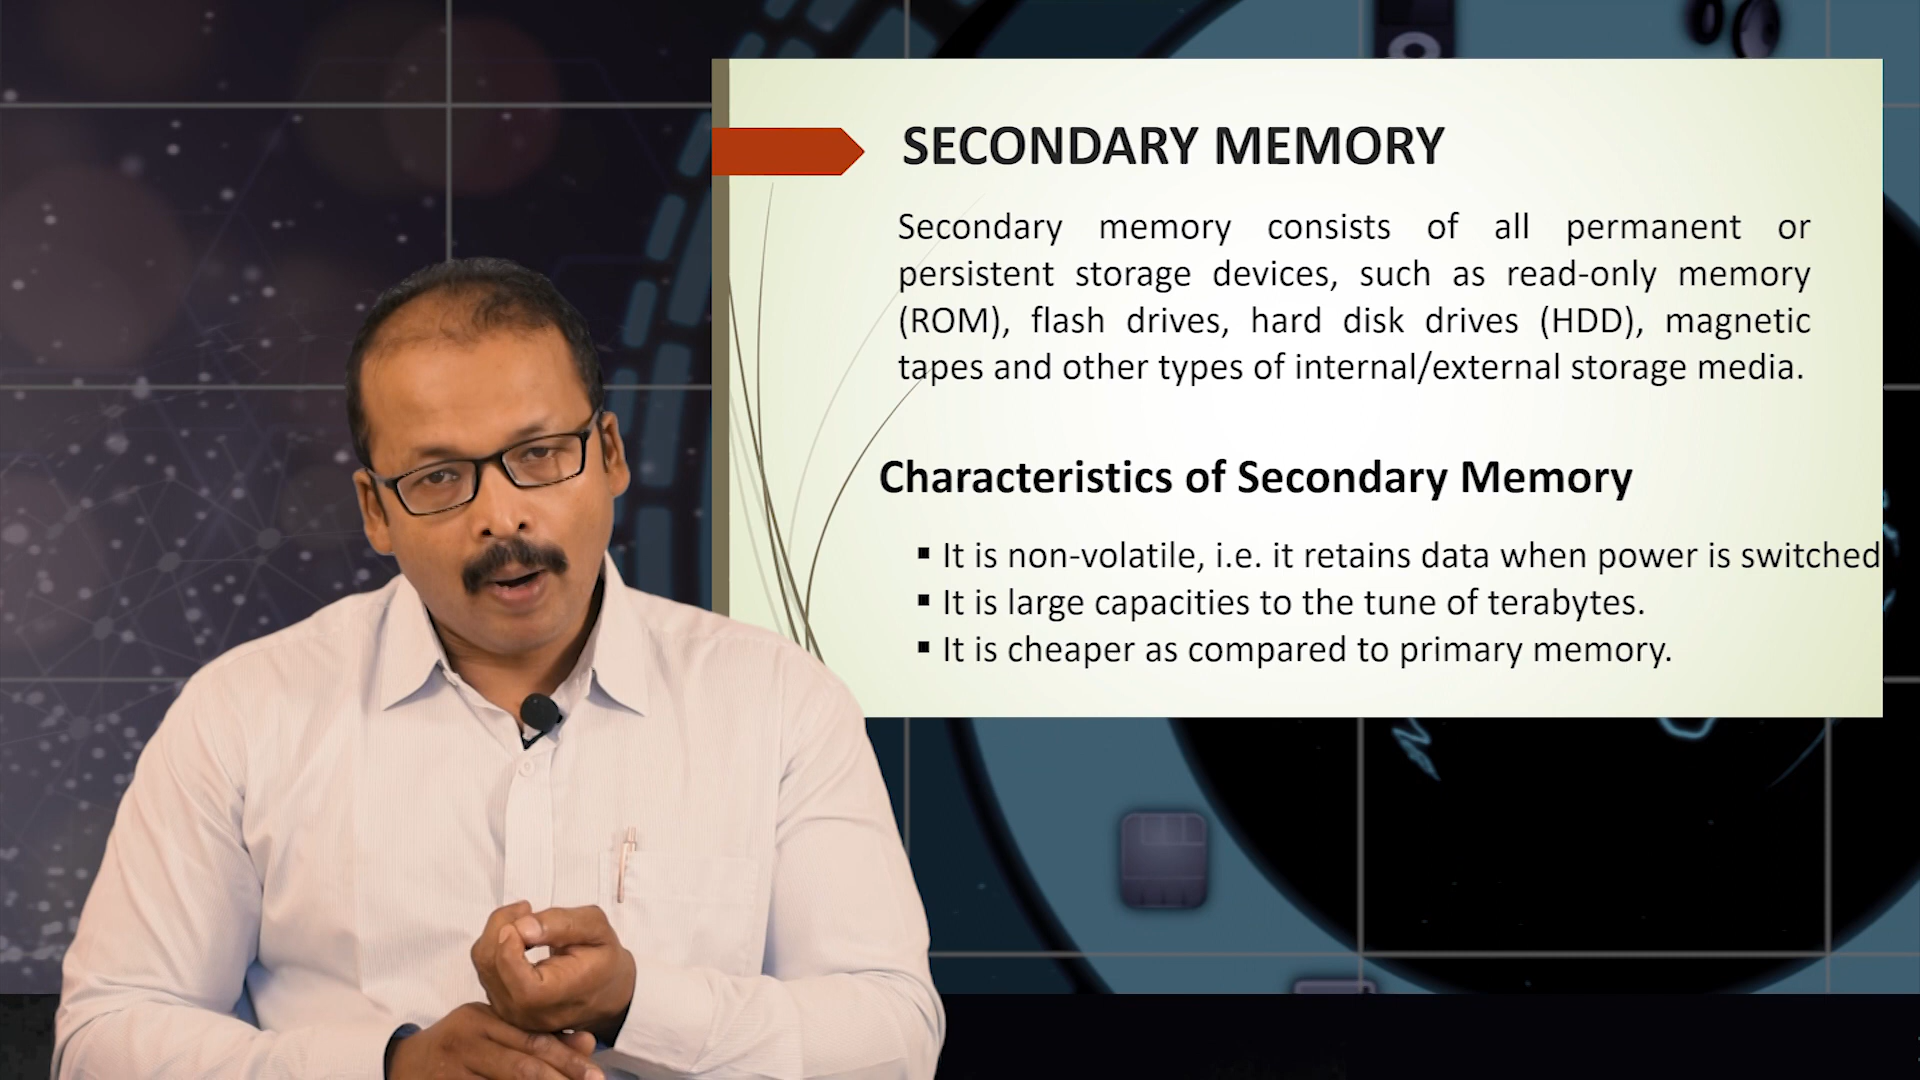 SECONDARY MEMORY
Secondary memory consists of all permanent or
persistent storage devices, such as read-only memory
(ROM), flash drives, hard disk drives (HDD), magnetic
tapes and other types of internal/external storage media.
Characteristics of Secondary Memory
▪ It is non-volatile, i.e. it retains data when power is switched
▪ It is large capacities to the tune of terabytes.
▪ It is cheaper as compared to primary memory.